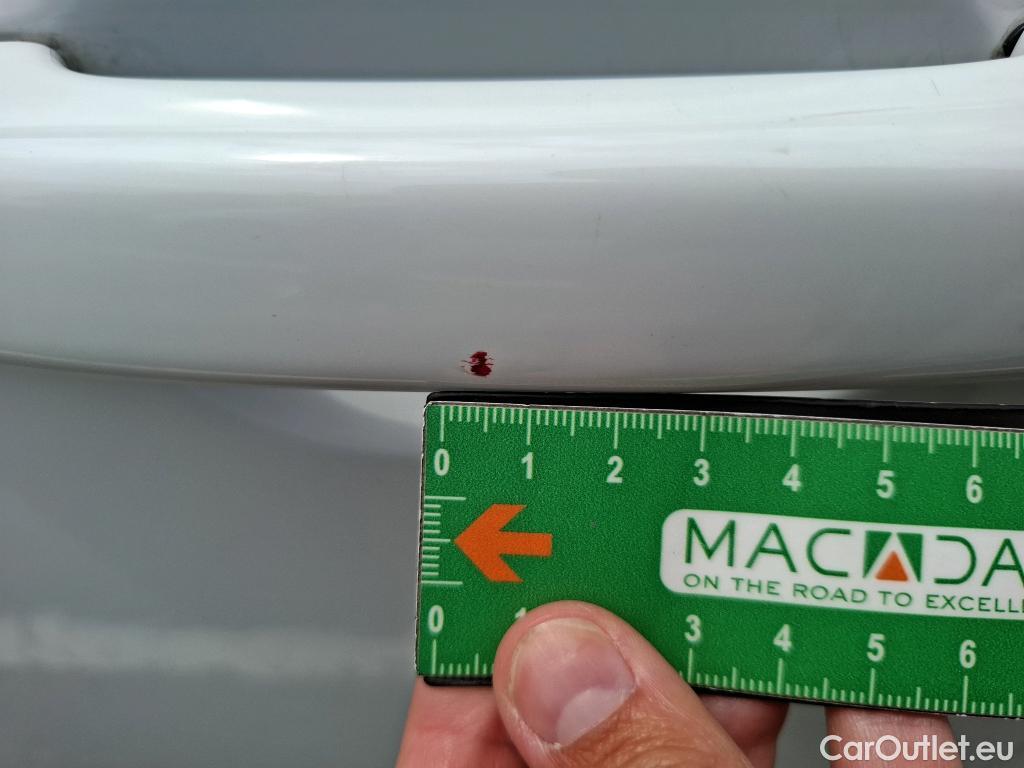 0 1 2 3 4 5 6
MACADA
ON THE ROAD TO EXCELL
0 1 3 4 5 6
CarOutlet.eu